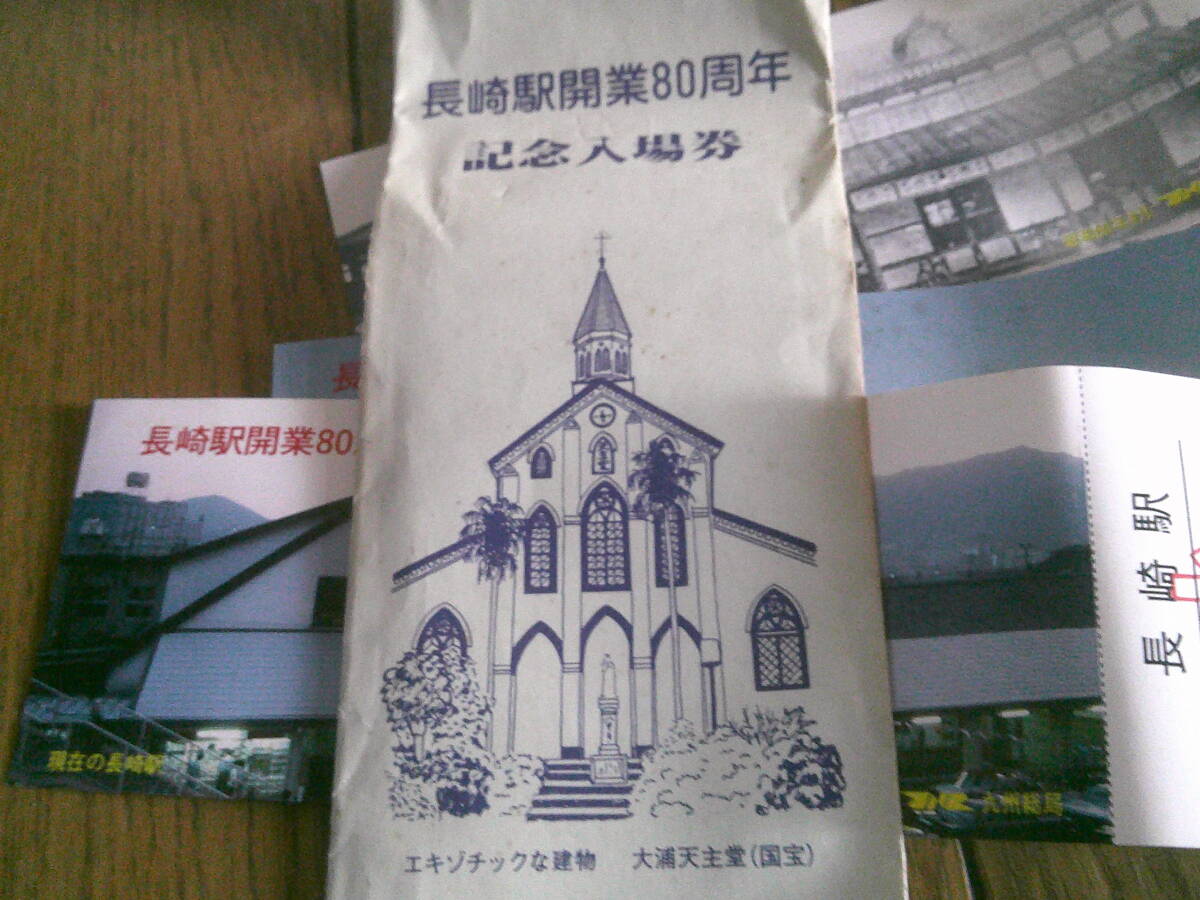 長崎駅開業80周年
記念入場券
エキゾチックな建物 大浦天主堂(国宝)
長
長崎駅開業80
現在の長崎駅
九州総局
長崎駅